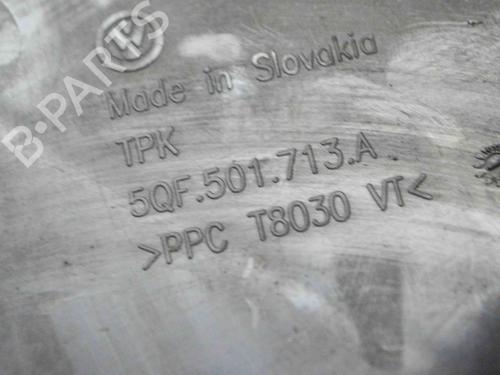 B-PARTS
Made in Slovakia
TPK
5QF.501.713.A
>PPC T8030 VT<